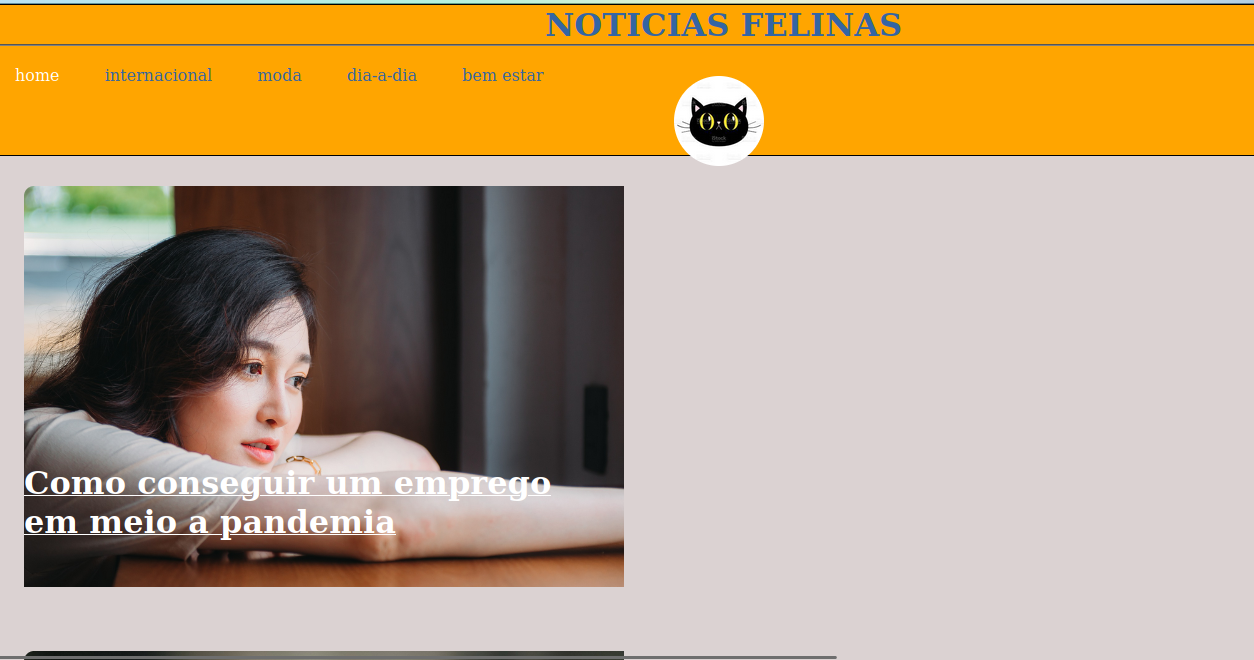 NOTICIAS FELINAS
home internacional moda dia-a-dia bem estar
Como conseguir um emprego
em meio a pandemia